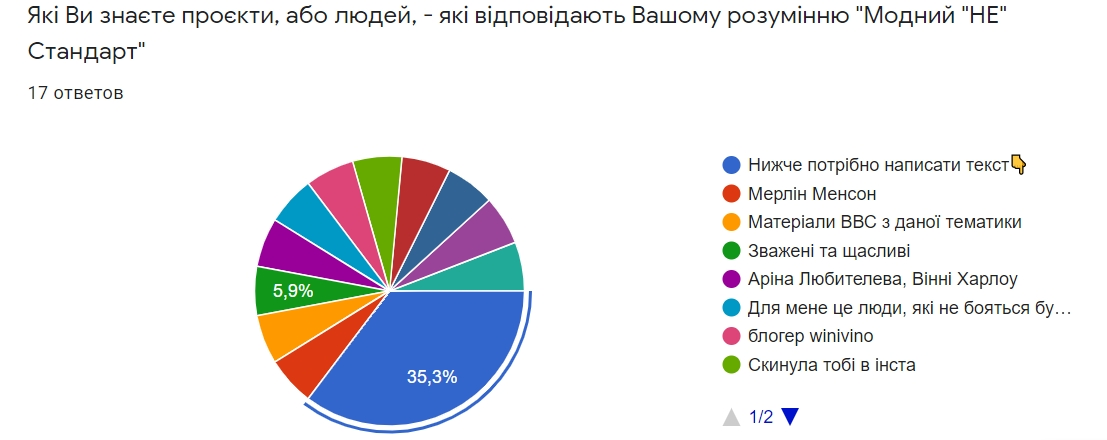 Які Ви знаєте проєкти, або людей, - які відповідають Вашому розумінню "Модний "НЕ"
Стандарт"
17 ответов
Нижче потрібно написати текст👇
Мерлін Менсон
Матеріали BBC з даної тематики
Зважені та щасливі
Аріна Любителева, Вінні Харлоу
Для мене це люди, які не бояться бу…
блогер winivino
Скинула тобі в інста
5,9%
35,3%
1/2